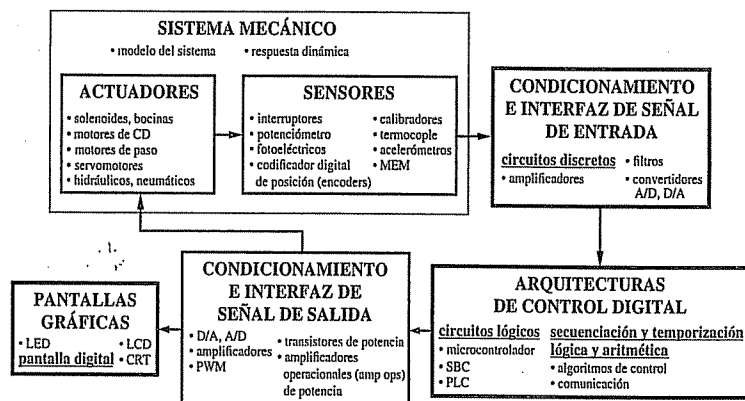 SISTEMA MECÁNICO
• modelo del sistema • respuesta dinámica
ACTUADORES
• solenoides, bocinas
• motores de CD
• motores de paso
• servomotores
• hidráulicos, neumáticos
SENSORES
• interruptores
• potenciómetro
• fotoeléctricos
• codificador digital
de posición (encoders)
• calibradores
• termocople
• acelerómetros
• MEM
CONDICIONAMIENTO
E INTERFAZ DE SEÑAL
DE ENTRADA
circuitos discretos
• amplificadores
• filtros
• convertidores
A/D, D/A
ARQUITECTURAS
DE CONTROL DIGITAL
circuitos lógicos
• microcontrolador
• SBC
• PLC
secuenciación y temporización
lógica y aritmética
• algoritmos de control
• comunicación
CONDICIONAMIENTO
E INTERFAZ DE
SEÑAL DE SALIDA
• D/A, A/D
• amplificadores
• PWM
• transistores de potencia
• amplificadores
operacionales (amp ops)
de potencia
PANTALLAS
GRÁFICAS
• LED
pantalla digital
• LCD
• CRT